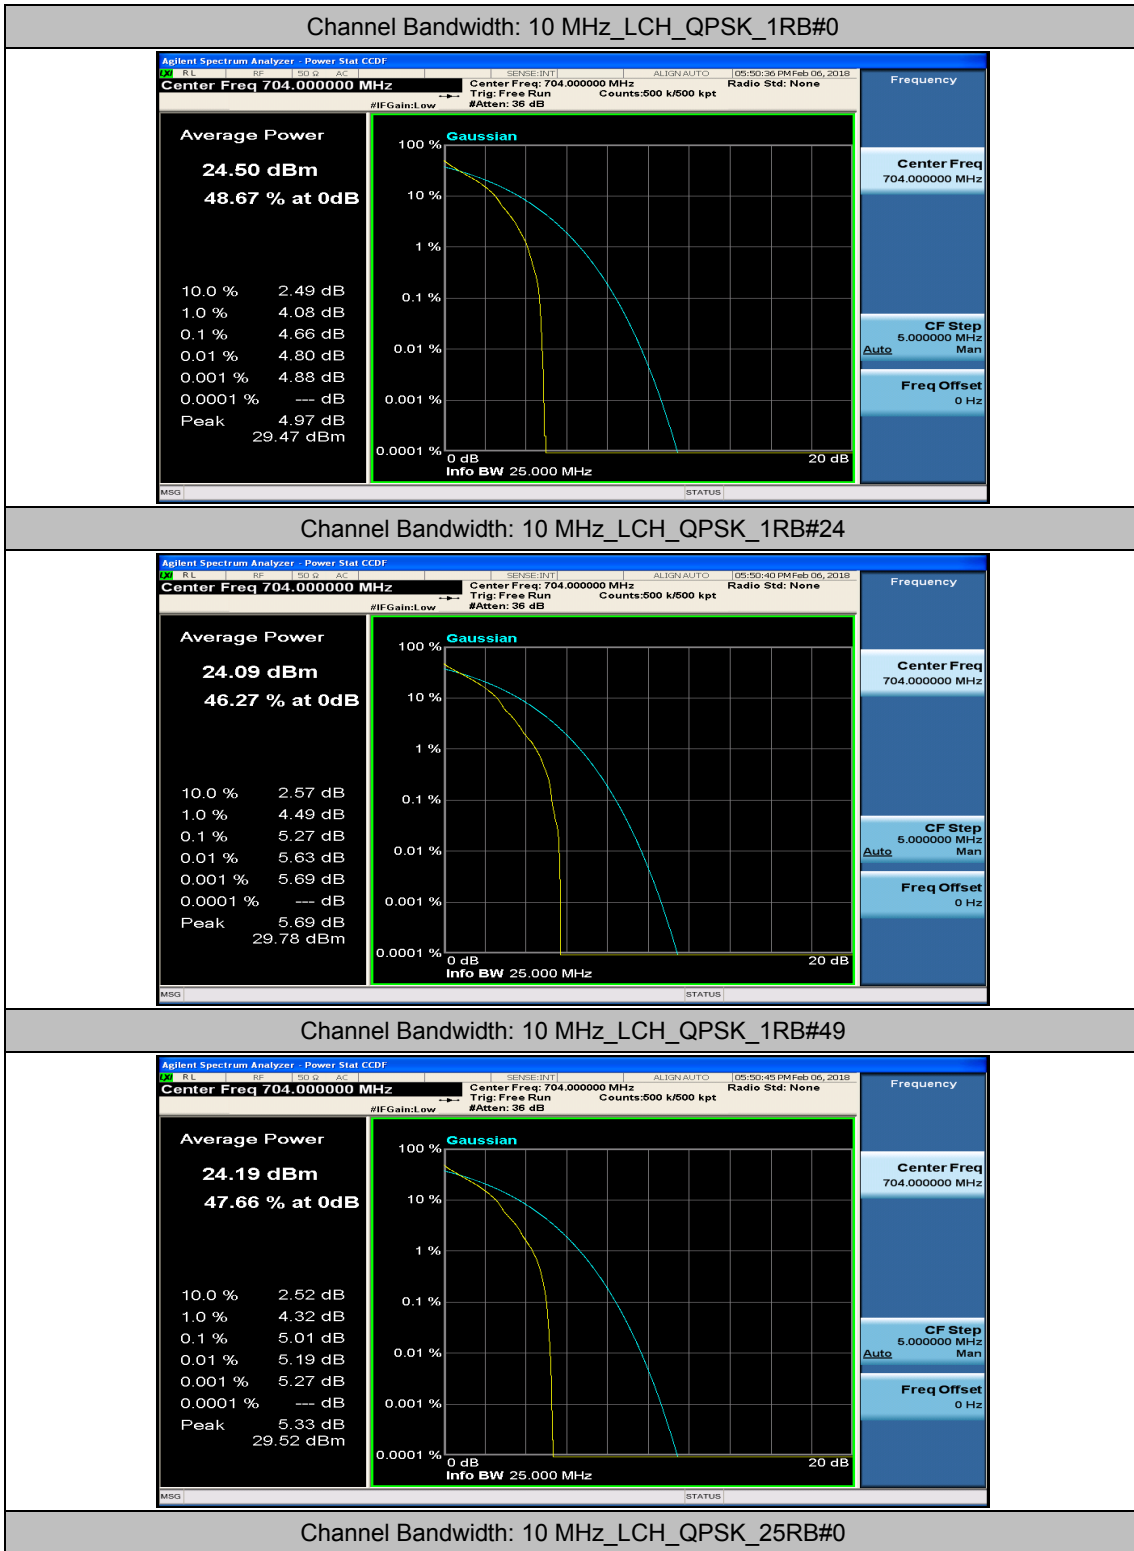 Channel Bandwidth: 10 MHz_LCH_QPSK_1RB#0
Agilent Spectrum Analyzer - Power Stat CCDF
LXI RL RF 50 Ω AC SENSE:INT ALIGN AUTO 05:50:36 PM Feb 06, 2018
Center Freq 704.000000 MHz
Center Freq: 704.000000 MHz Radio Std: None
Trig: Free Run Counts:500 k/500 kpt
#IFGain:Low #Atten: 36 dB
Frequency
Average Power
24.50 dBm
48.67 % at 0dB
10.0 % 2.49 dB
1.0 % 4.08 dB
0.1 % 4.66 dB
0.01 % 4.80 dB
0.001 % 4.88 dB
0.0001 % --- dB
Peak 4.97 dB
29.47 dBm
Gaussian
100 %
10 %
1 %
0.1 %
0.01 %
0.001 %
0.0001 %
0 dB 20 dB
Info BW 25.000 MHz
Center Freq
704.000000 MHz
CF Step
5.000000 MHz
Auto Man
Freq Offset
0 Hz
MSG STATUS
Channel Bandwidth: 10 MHz_LCH_QPSK_1RB#24
Agilent Spectrum Analyzer - Power Stat CCDF
LXI RL RF 50 Ω AC SENSE:INT ALIGN AUTO 05:50:40 PM Feb 06, 2018
Center Freq 704.000000 MHz
Center Freq: 704.000000 MHz Radio Std: None
Trig: Free Run Counts:500 k/500 kpt
#IFGain:Low #Atten: 36 dB
Frequency
Average Power
24.09 dBm
46.27 % at 0dB
10.0 % 2.57 dB
1.0 % 4.49 dB
0.1 % 5.27 dB
0.01 % 5.63 dB
0.001 % 5.69 dB
0.0001 % --- dB
Peak 5.69 dB
29.78 dBm
Gaussian
100 %
10 %
1 %
0.1 %
0.01 %
0.001 %
0.0001 %
0 dB 20 dB
Info BW 25.000 MHz
Center Freq
704.000000 MHz
CF Step
5.000000 MHz
Auto Man
Freq Offset
0 Hz
MSG STATUS
Channel Bandwidth: 10 MHz_LCH_QPSK_1RB#49
Agilent Spectrum Analyzer - Power Stat CCDF
LXI RL RF 50 Ω AC SENSE:INT ALIGN AUTO 05:50:45 PM Feb 06, 2018
Center Freq 704.000000 MHz
Center Freq: 704.000000 MHz Radio Std: None
Trig: Free Run Counts:500 k/500 kpt
#IFGain:Low #Atten: 36 dB
Frequency
Average Power
24.19 dBm
47.66 % at 0dB
10.0 % 2.52 dB
1.0 % 4.32 dB
0.1 % 5.01 dB
0.01 % 5.19 dB
0.001 % 5.27 dB
0.0001 % --- dB
Peak 5.33 dB
29.52 dBm
Gaussian
100 %
10 %
1 %
0.1 %
0.01 %
0.001 %
0.0001 %
0 dB 20 dB
Info BW 25.000 MHz
Center Freq
704.000000 MHz
CF Step
5.000000 MHz
Auto Man
Freq Offset
0 Hz
MSG STATUS
Channel Bandwidth: 10 MHz_LCH_QPSK_25RB#0